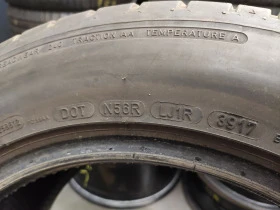 TRACTION AA TEMPERATURE A
DOT N56R LJ1R 3917